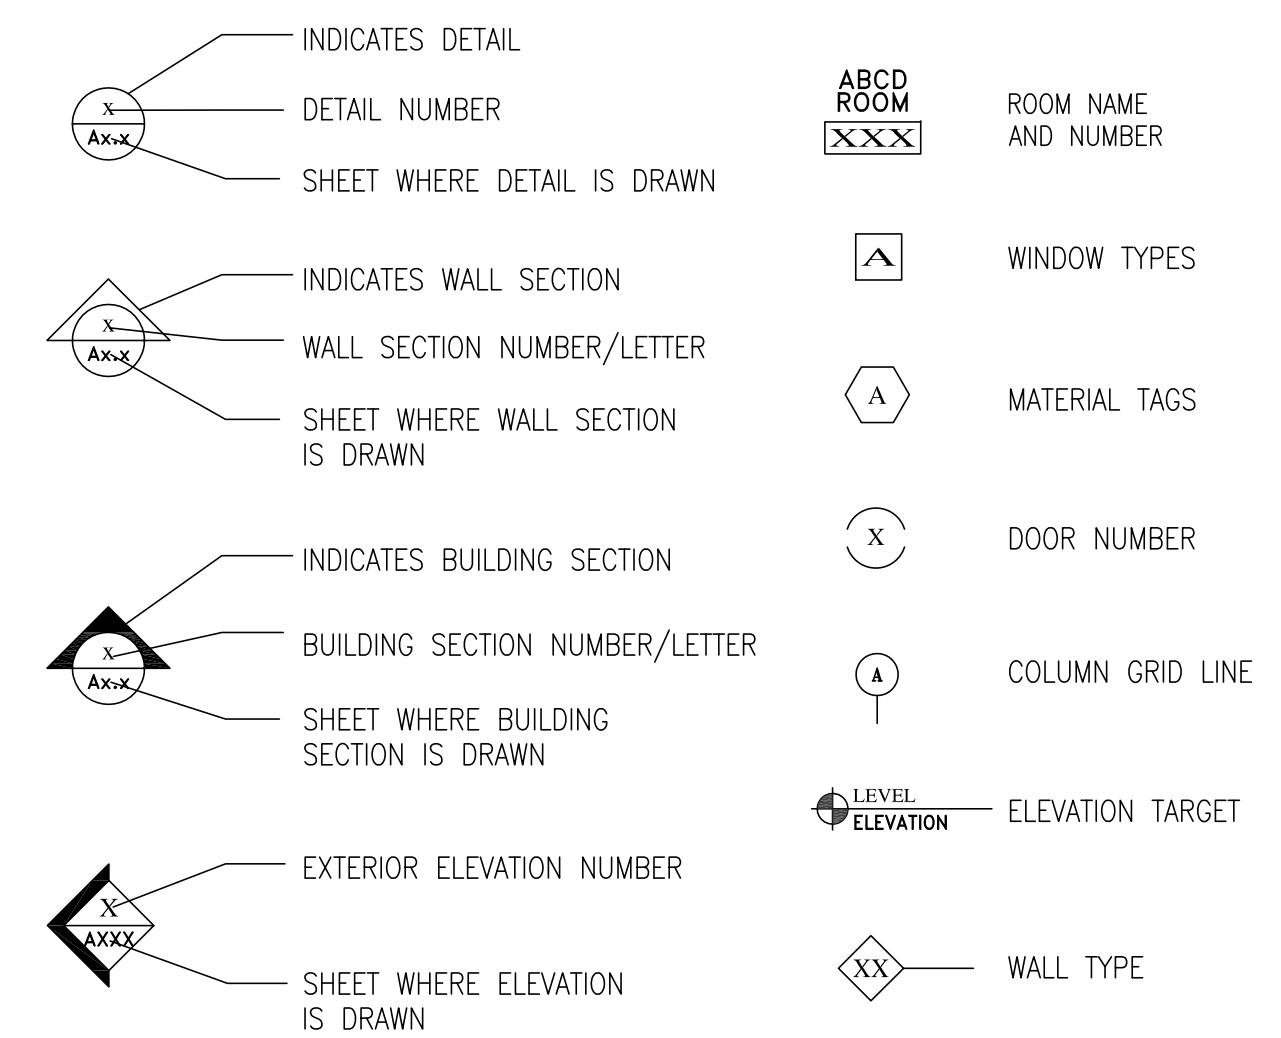 INDICATES DETAIL
X
DETAIL NUMBER
Ax.x
SHEET WHERE DETAIL IS DRAWN
INDICATES WALL SECTION
X
WALL SECTION NUMBER/LETTER
Ax.x
SHEET WHERE WALL SECTION
IS DRAWN
INDICATES BUILDING SECTION
X
BUILDING SECTION NUMBER/LETTER
Ax.x
SHEET WHERE BUILDING
SECTION IS DRAWN
EXTERIOR ELEVATION NUMBER
X
AXXX
SHEET WHERE ELEVATION
IS DRAWN
ABCD
ROOM
XXX
ROOM NAME
AND NUMBER
A
WINDOW TYPES
A
MATERIAL TAGS
X
DOOR NUMBER
A
COLUMN GRID LINE
LEVEL
ELEVATION
ELEVATION TARGET
XX
WALL TYPE